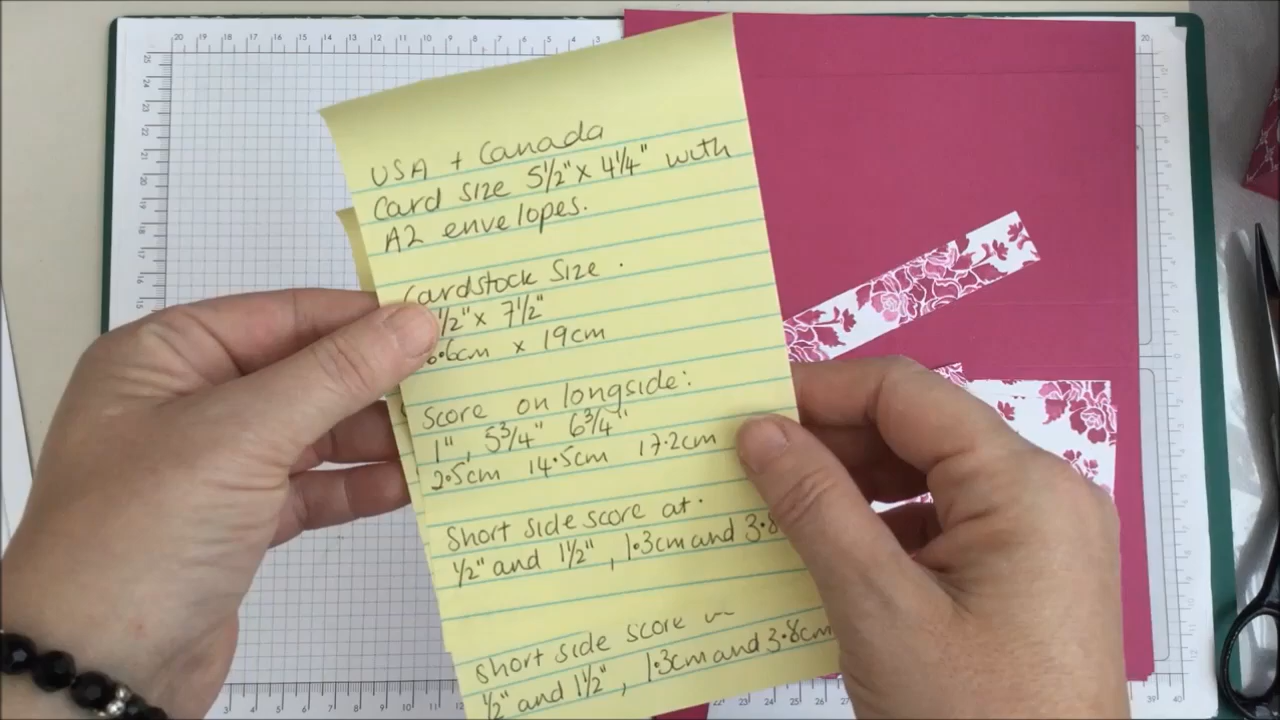 USA + Canada
Card size 5½" x 4¼" with
A2 envelopes.
Cardstock Size.
½" x 7½"
.6cm x 19cm
Score on longside:
1", 5¾" 6¾"
2.5cm 14.5cm 17.2cm
Short side score at.
½" and 1½", 1.3cm and 3.8
Short side score
½" and 1½", 1.3cm and 3.8cm